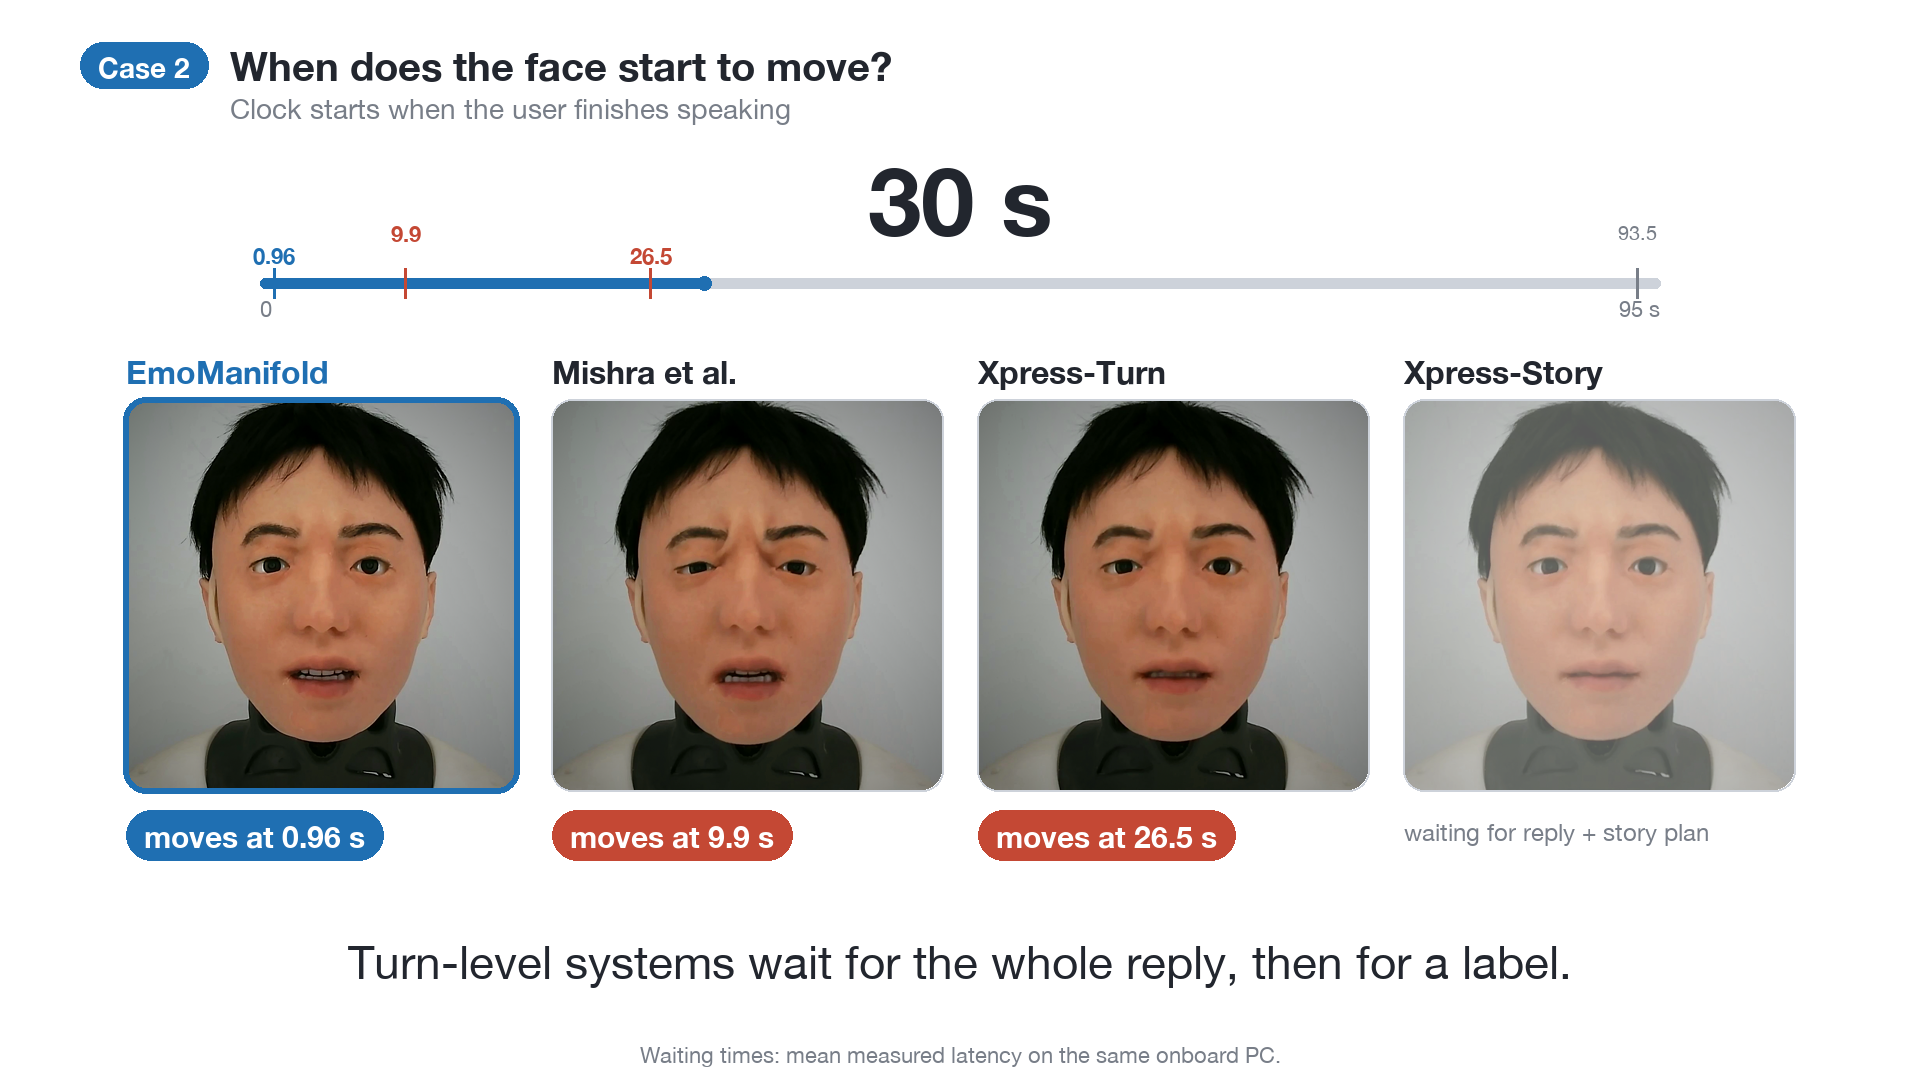 Case 2
When does the face start to move?
Clock starts when the user finishes speaking
30 s
0.96
9.9
26.5
93.5
0
95 s
EmoManifold
Mishra et al.
Xpress-Turn
Xpress-Story
moves at 0.96 s
moves at 9.9 s
moves at 26.5 s
waiting for reply + story plan
Turn-level systems wait for the whole reply, then for a label.
Waiting times: mean measured latency on the same onboard PC.